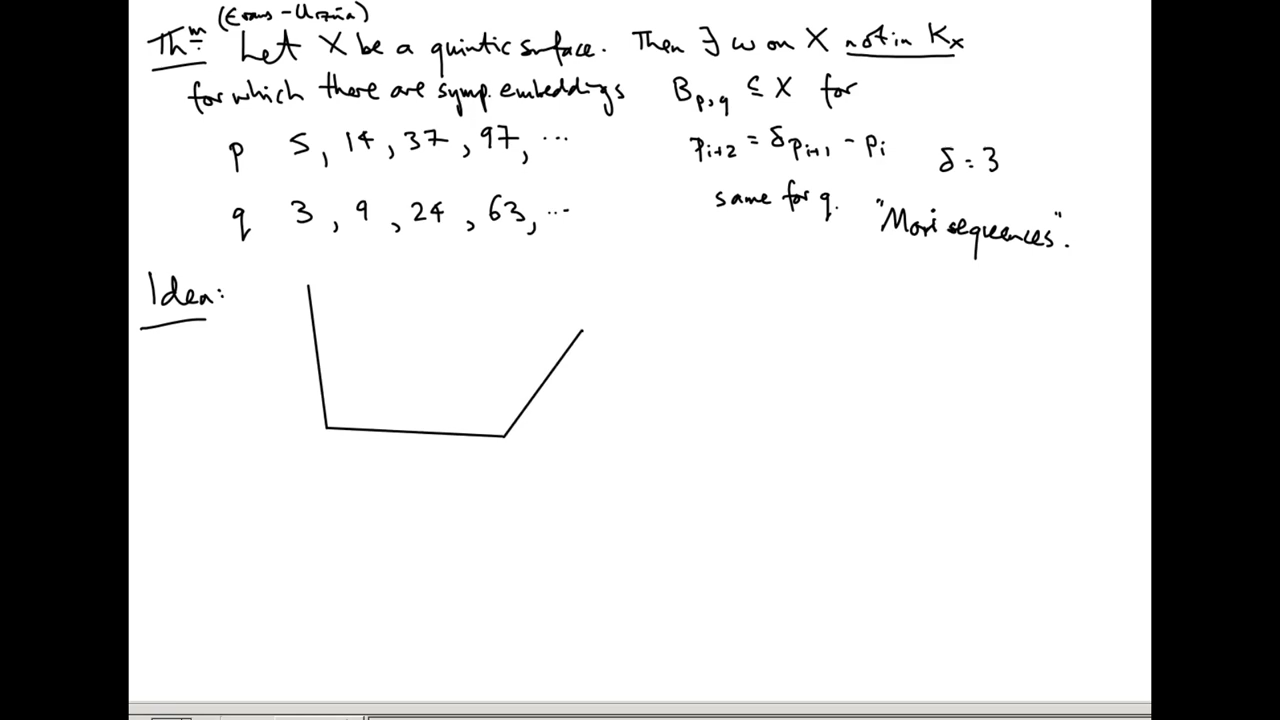 (Evans-Urzúa)
Thᵐ Let X be a quintic surface. Then ∃ ω on X not in Kₓ
for which there are symp. embeddings B_{p,q} ⊆ X for
p 5, 14, 37, 97, ... p_{i+2} = δp_{i+1} - p_i δ = 3
q 3, 9, 24, 63, ... same for q. "Mori sequences".
Idea: